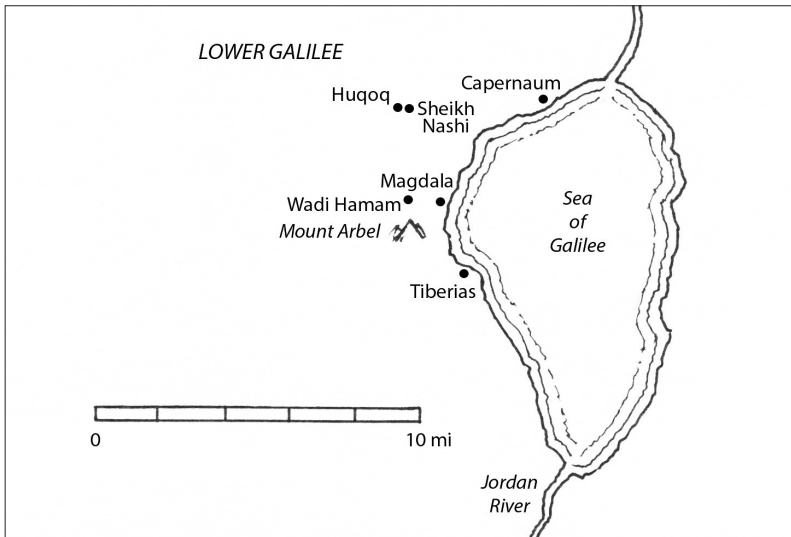 LOWER GALILEE
Capernaum
Huqoq
Sheikh
Nashi
Magdala
Wadi Hamam
Mount Arbel
Sea
of
Galilee
Tiberias
0
10 mi
Jordan
River